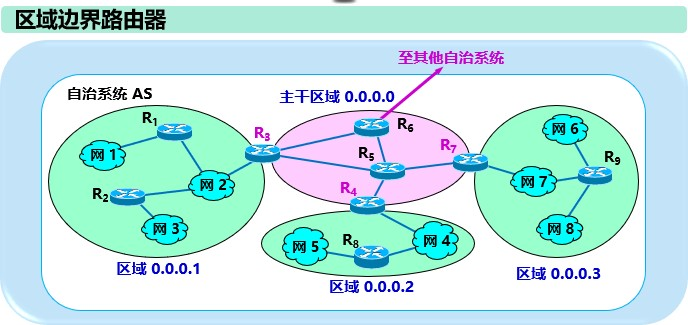 区域边界路由器
至其他自治系统
自治系统 AS
主干区域 0.0.0.0
R1
R3
R6
R7
网 6
网 1
R5
R9
R2
网 2
R4
网 7
网 3
网 5
R8
网 4
网 8
区域 0.0.0.1
区域 0.0.0.2
区域 0.0.0.3